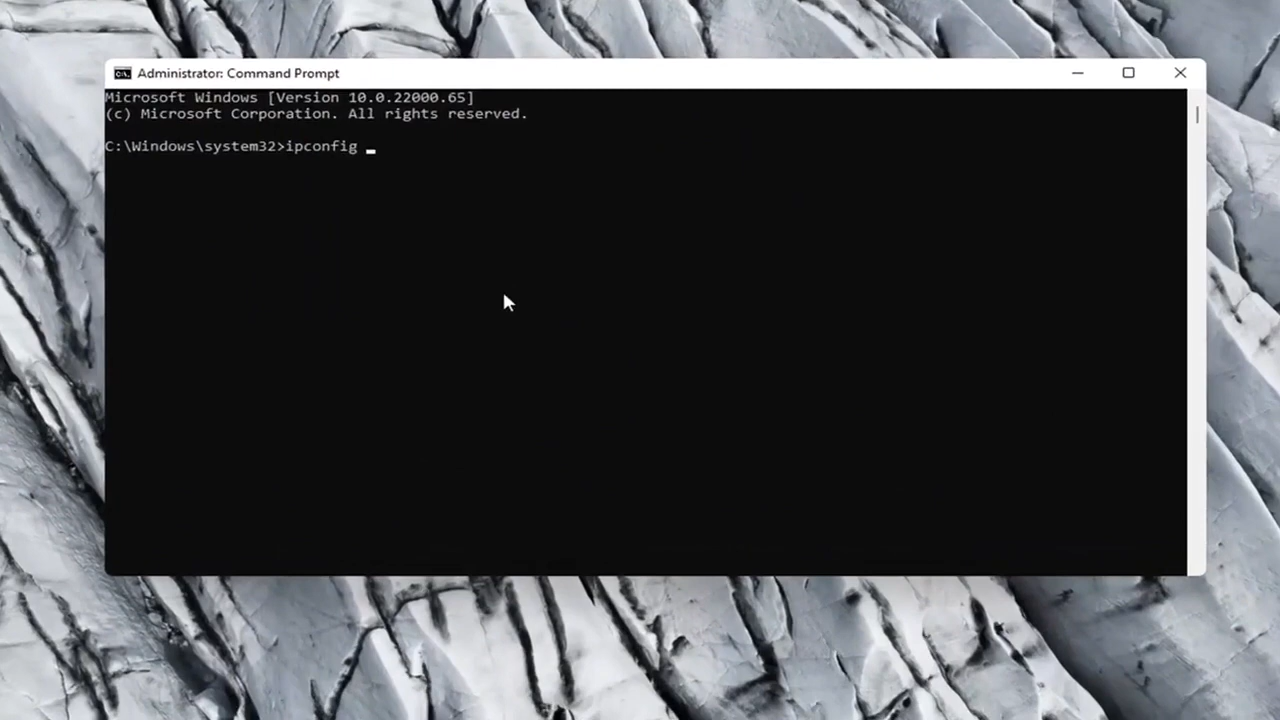 Administrator: Command Prompt
Microsoft Windows [Version 10.0.22000.65]
(c) Microsoft Corporation. All rights reserved.
C:\Windows\system32>ipconfig